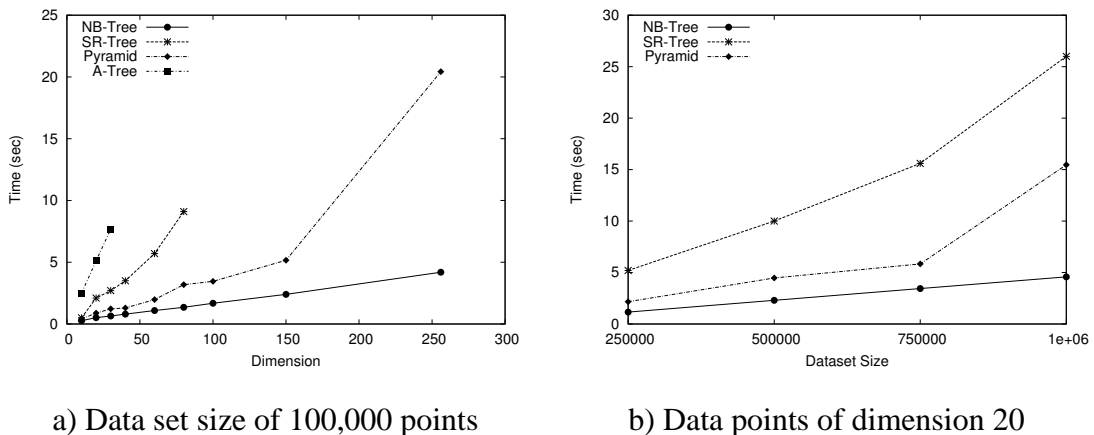 NB-Tree
SR-Tree
Pyramid
A-Tree
25
20
15
10
5
0
Time (sec)
0 50 100 150 200 250 300
Dimension
a) Data set size of 100,000 points
NB-Tree
SR-Tree
Pyramid
30
25
20
15
10
5
0
Time (sec)
250000 500000 750000 1e+06
Dataset Size
b) Data points of dimension 20